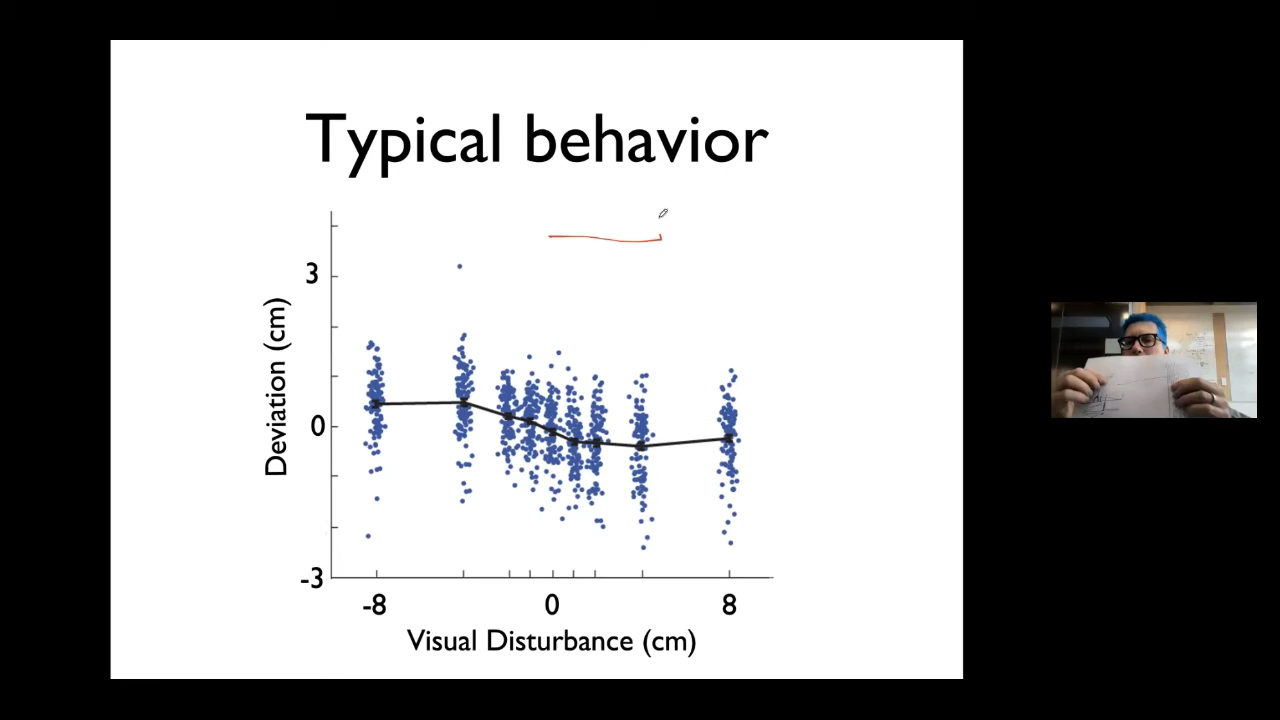 Typical behavior
3
0
-3
Deviation (cm)
-8 0 8
Visual Disturbance (cm)